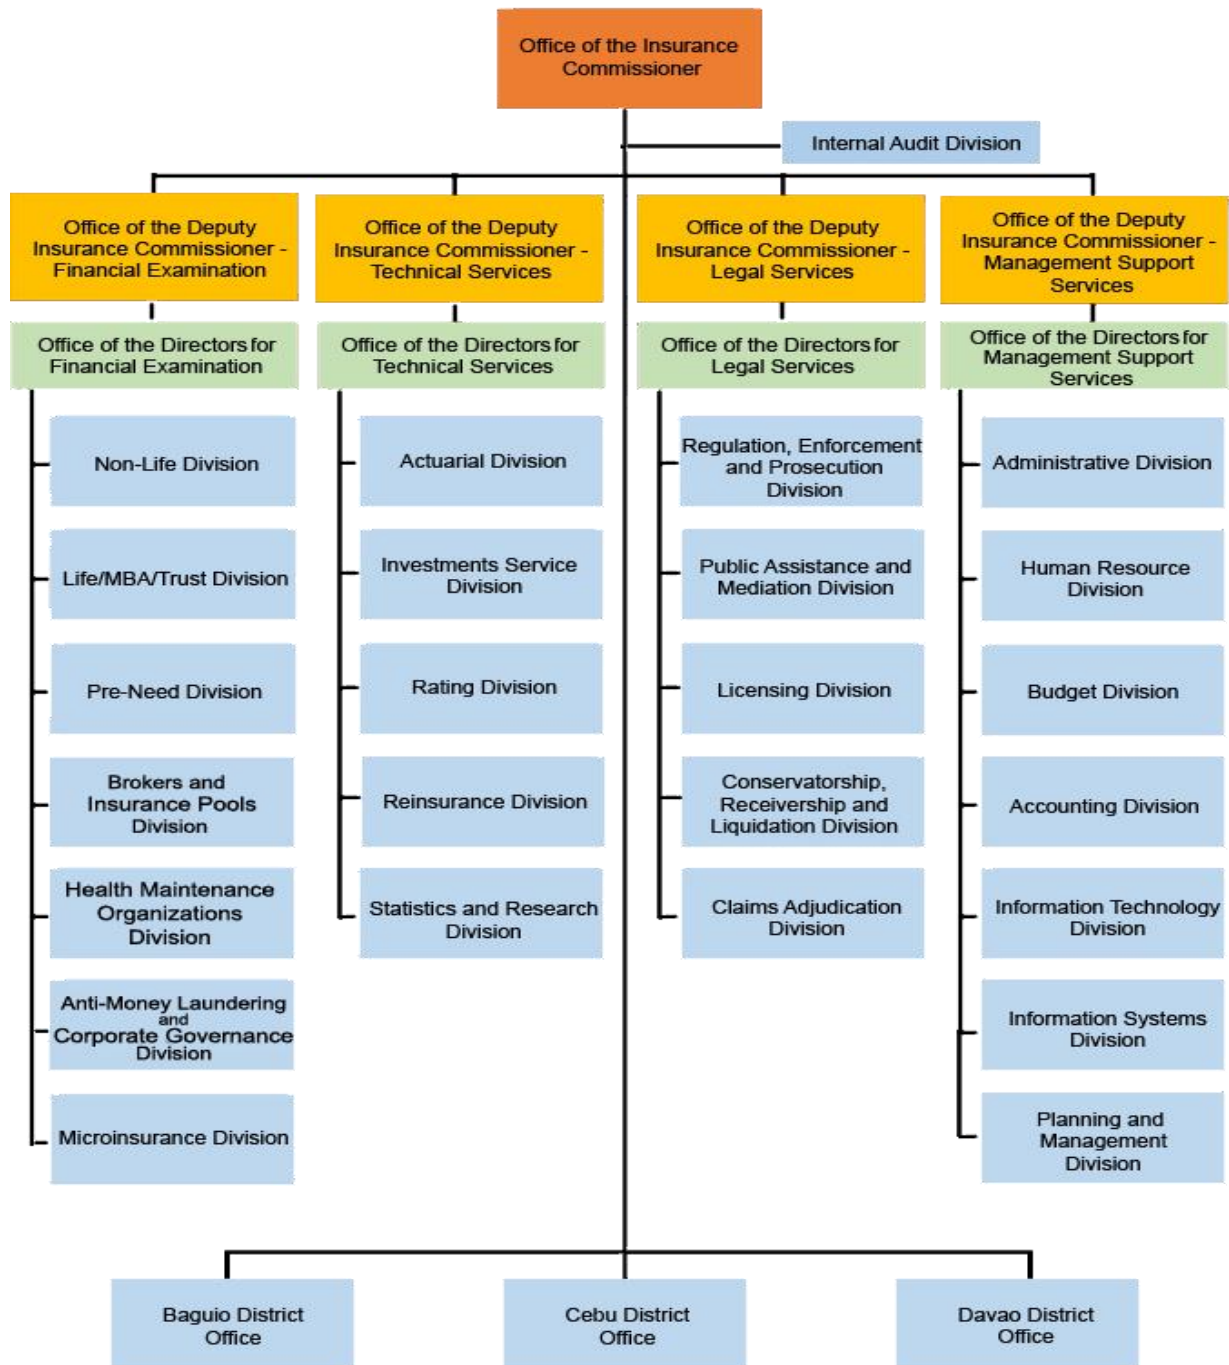 Office of the Insurance
Commissioner
Internal Audit Division
Office of the Deputy
Insurance Commissioner -
Financial Examination
Office of the Deputy
Insurance Commissioner -
Technical Services
Office of the Deputy
Insurance Commissioner -
Legal Services
Office of the Deputy
Insurance Commissioner -
Management Support
Services
Office of the Directors for
Financial Examination
Office of the Directors for
Technical Services
Office of the Directors for
Legal Services
Office of the Directors for
Management Support
Services
Non-Life Division
Life/MBA/Trust Division
Pre-Need Division
Brokers and
Insurance Pools
Division
Health Maintenance
Organizations
Division
Anti-Money Laundering
and
Corporate Governance
Division
Microinsurance Division
Actuarial Division
Investments Service
Division
Rating Division
Reinsurance Division
Statistics and Research
Division
Regulation, Enforcement
and Prosecution
Division
Public Assistance and
Mediation Division
Licensing Division
Conservatorship,
Receivership and
Liquidation Division
Claims Adjudication
Division
Administrative Division
Human Resource
Division
Budget Division
Accounting Division
Information Technology
Division
Information Systems
Division
Planning and
Management
Division
Baguio District
Office
Cebu District
Office
Davao District
Office